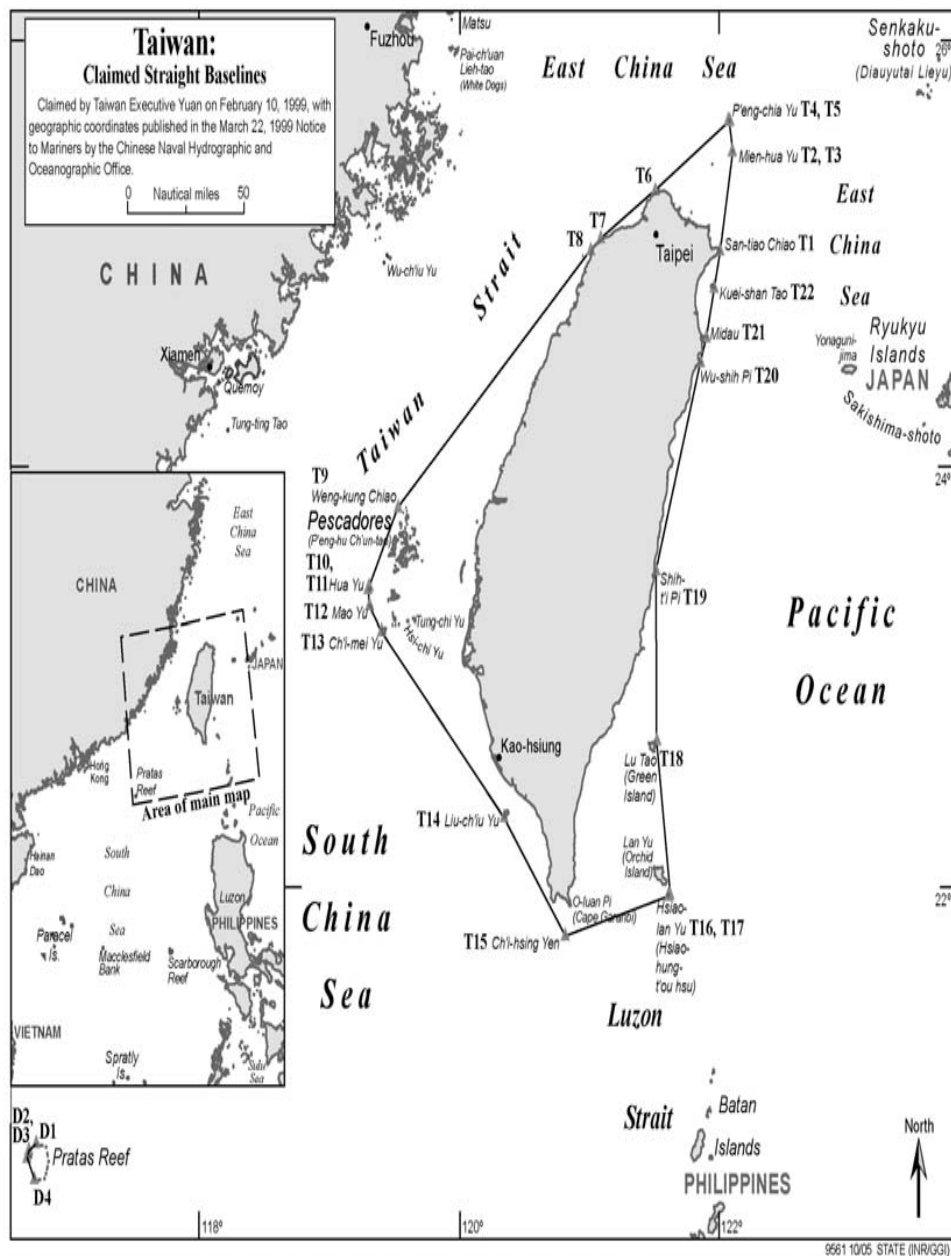 Taiwan:
Claimed Straight Baselines
Claimed by Taiwan Executive Yuan on February 10, 1999, with
geographic coordinates published in the March 22, 1999 Notice
to Mariners by the Chinese Naval Hydrographic and
Oceanographic Office.
0 Nautical miles 50
Fuzhou
Matsu
Pai-ch'uan
Lieh-tao
(White Dogs)
East China Sea
Senkaku-
shoto
(Diauyutai Lieyu)
26°
P'eng-chia Yu T4, T5
Mien-hua Yu T2, T3
T6
T7
T8
Taipei
East
China
Sea
San-tiao Chiao T1
Kuei-shan Tao T22
Midau T21
Wu-shih Pi T20
CHINA
Wu-ch'iu Yu
Taiwan Strait
Xiamen
Quemoy
Tung-ting Tao
Yonaguni-
jima
Ryukyu
Islands
JAPAN
Sakishima-shoto
24°
T9
Weng-kung Chiao
Pescadores
(P'eng-hu Ch'un-tao)
T10,
T11 Hua Yu
T12 Mao Yu
T13 Ch'i-mei Yu
Tung-chi Yu
Hsi-chi Yu
Shih-
t'i Pi T19
Pacific
Ocean
Kao-hsiung
Lu Tao T18
(Green
Island)
T14 Liu-ch'iu Yu
Lan Yu
(Orchid
Island)
22°
O-luan Pi
(Cape Garanbi)
T15 Ch'i-hsing Yen
Hsiao-
lan Yu T16, T17
(Hsiao-
hung-
t'ou hsu)
South
China
Sea
Luzon
Strait
Batan
Islands
PHILIPPINES
North
East
China
Sea
CHINA
JAPAN
Taiwan
Hong
Kong
Pratas
Reef
Area of main map
Pacific
Ocean
Hainan
Dao
South
China
Sea
Luzon
PHILIPPINES
Paracel
Is.
Macclesfield
Bank
Scarborough
Reef
VIETNAM
Spratly
Is.
Sulu
Sea
D2,
D3 D1
Pratas Reef
D4
118° 120° 122°
9561 10/05 STATE (INR/GGI)